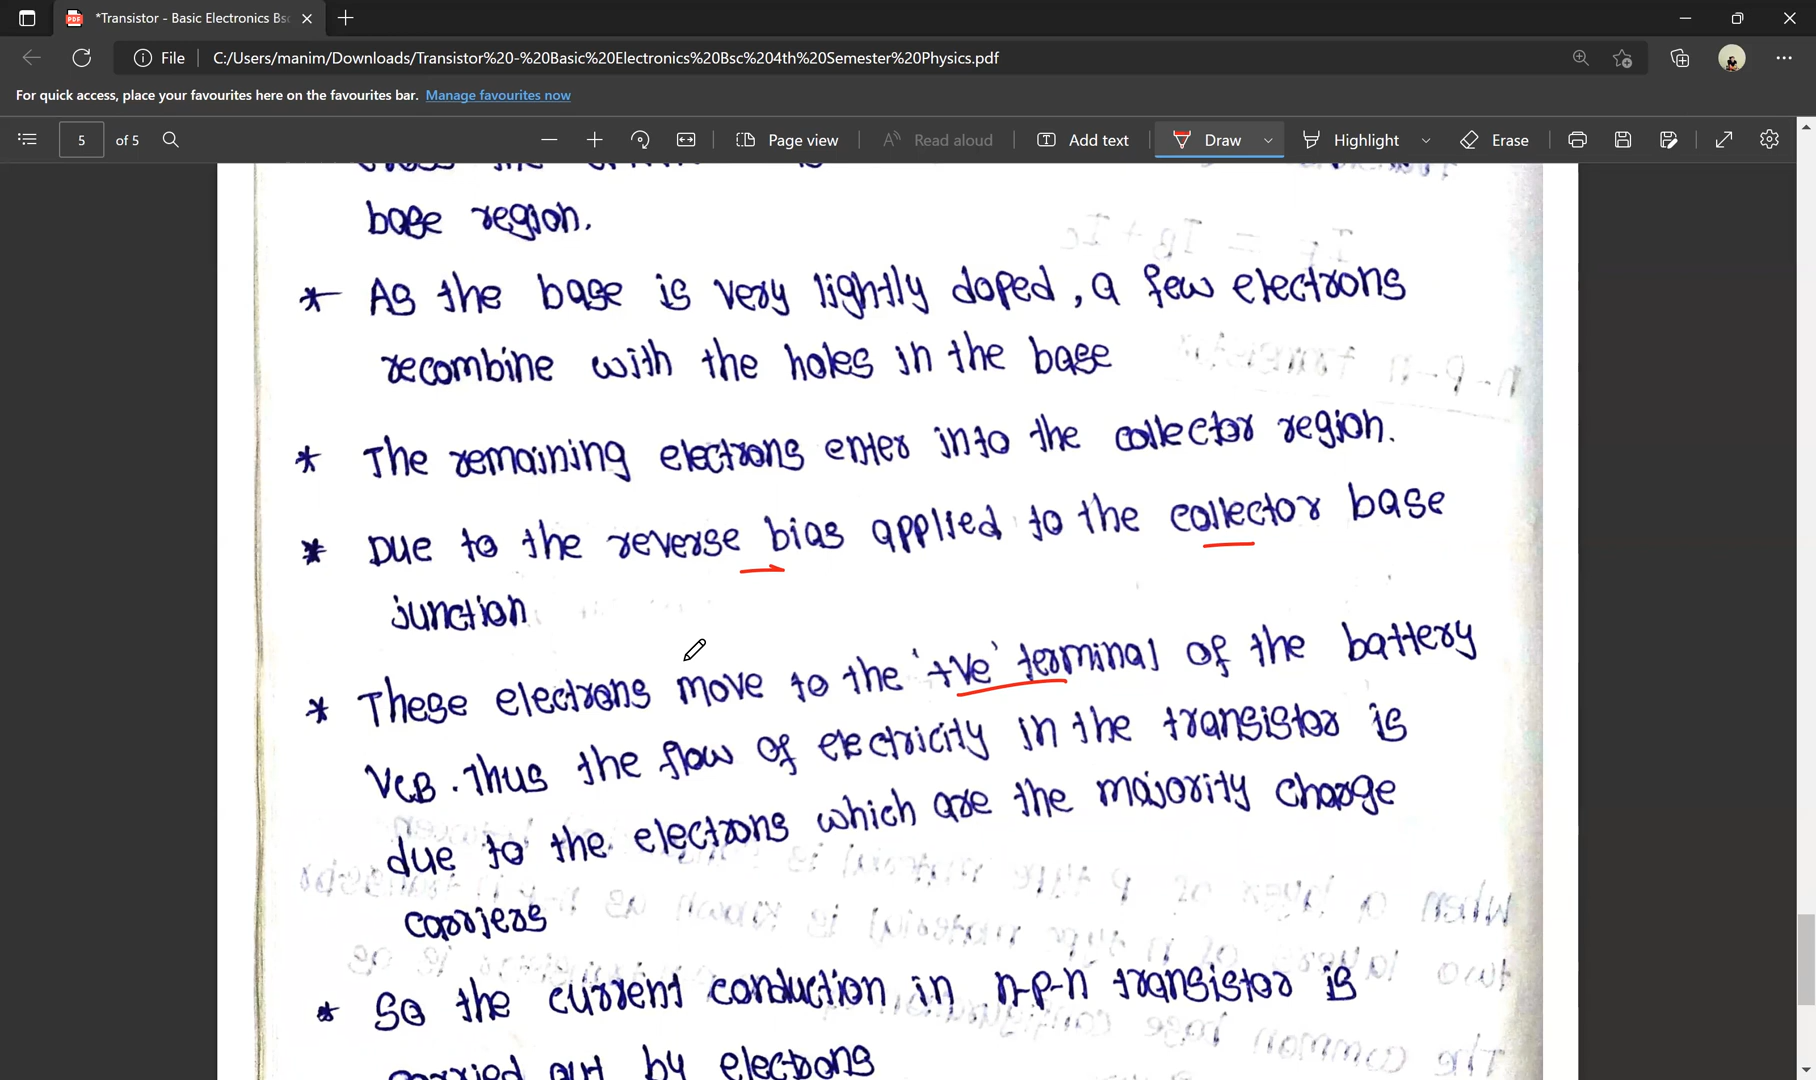 *Transistor - Basic Electronics Bsc
File C:/Users/manim/Downloads/Transistor%20-%20Basic%20Electronics%20Bsc%204th%20Semester%20Physics.pdf
For quick access, place your favourites here on the favourites bar. Manage favourites now
5 of 5 Page view Read aloud Add text Draw Highlight Erase
base region.
* As the base is very lightly doped, a few electrons
recombine with the holes in the base
* The remaining electrons enter into the collector region.
* Due to the reverse bias applied to the collector base
junction
* These electrons move to the '+ve' terminal of the battery
VCB. Thus the flow of electricity in the transistor is
due to the electrons which are the majority charge
carriers
* So the current conduction in n-p-n transistor is
carried out by electrons